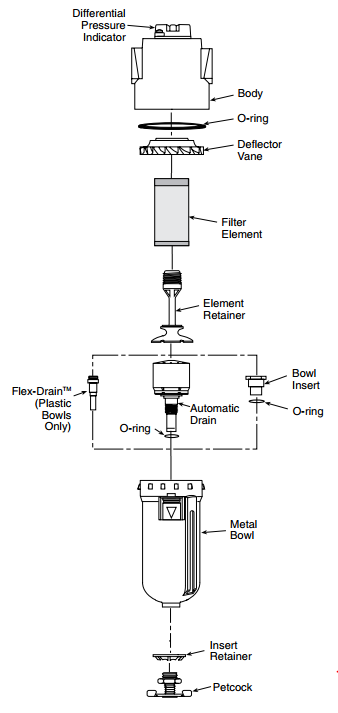 Differential
Pressure
Indicator
Body
O-ring
Deflector
Vane
Filter
Element
Element
Retainer
Flex-Drain™
(Plastic
Bowls
Only)
Automatic
Drain
O-ring
Bowl
Insert
O-ring
Metal
Bowl
Insert
Retainer
Petcock